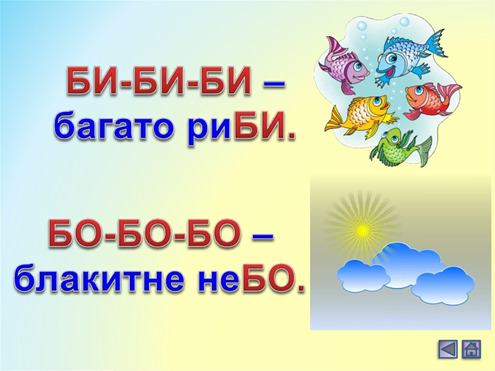 БИ-БИ-БИ –
багато риБИ.
БО-БО-БО –
блакитне неБО.